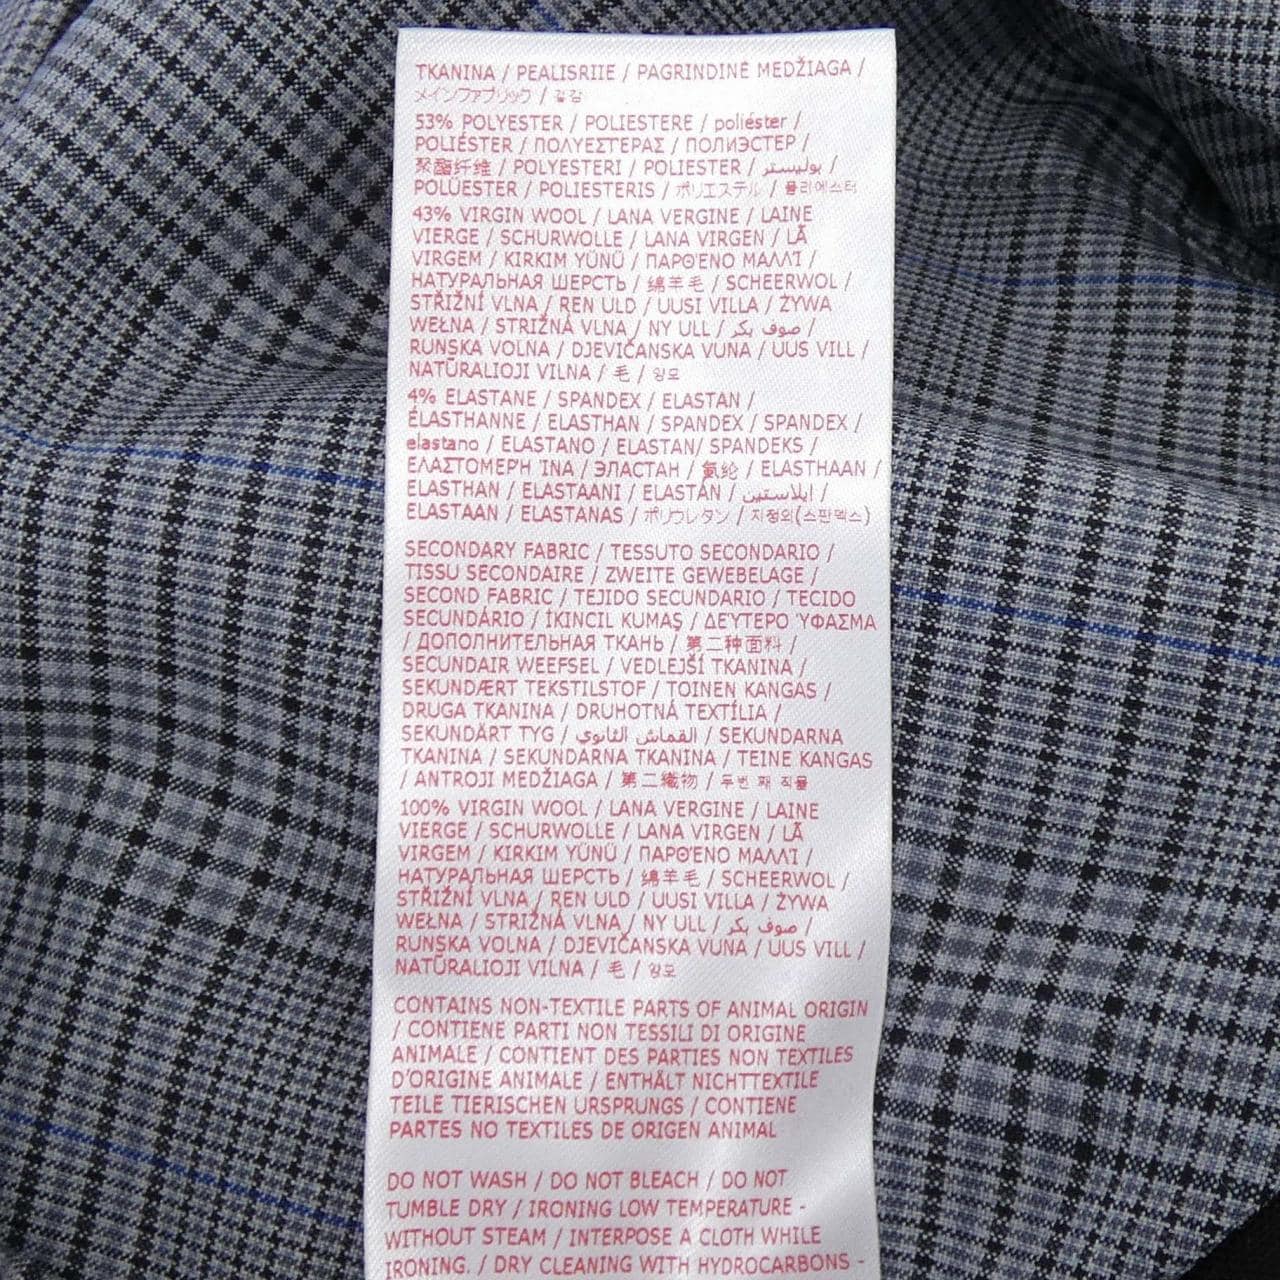 TKANINA / PEALISRIIE / PAGRINDINĖ MEDŽIAGA /
メインファブリック / 겉감
53% POLYESTER / POLIESTERE / poliéster /
POLIÉSTER / ΠΟΛΥΕΣΤΕΡΑΣ / ПОЛИЭСТЕР /
聚酯纤维 / POLYESTERI / POLIESTER / بوليستر /
POLÜESTER / POLIESTERIS / ポリエステル / 폴리에스터
43% VIRGIN WOOL / LANA VERGINE / LAINE
VIERGE / SCHURWOLLE / LANA VIRGEN / LÃ
VIRGEM / KIRKIM YÜNÜ / ΠΑΡΘΈΝΟ ΜΑΛΛΊ /
НАТУРАЛЬНАЯ ШЕРСТЬ / 绵羊毛 / SCHEERWOL /
STŘIŽNÍ VLNA / REN ULD / UUSI VILLA / ŻYWA
WEŁNA / STRIŽNÁ VLNA / NY ULL / صوف بكر /
RUNSKA VOLNA / DJEVIČANSKA VUNA / UUS VILL /
NATŪRALIOJI VILNA / 毛 / 양모
4% ELASTANE / SPANDEX / ELASTAN /
ÉLASTHANNE / ELASTHAN / SPANDEX / SPANDEX /
elastano / ELASTANO / ELASTAN/ SPANDEKS /
ΕΛΑΣΤΟΜΕΡΉ ΊΝΑ / ЭЛАСТАН / 氨纶 / ELASTHAAN /
ELASTHAN / ELASTAANI / ELASTAN / إيلاستين /
ELASTAAN / ELASTANAS / ポリウレタン / 지정외(스판덱스)
SECONDARY FABRIC / TESSUTO SECONDARIO /
TISSU SECONDAIRE / ZWEITE GEWEBELAGE /
SECOND FABRIC / TEJIDO SECUNDARIO / TECIDO
SECUNDÁRIO / İKINCIL KUMAŞ / ΔΕΥΤΕΡΟ ΎΦΑΣΜΑ
/ ДОПОЛНИТЕЛЬНАЯ ТКАНЬ / 第二种面料 /
SECUNDAIR WEEFSEL / VEDLEJŠÍ TKANINA /
SEKUNDÆRT TEKSTILSTOF / TOINEN KANGAS /
DRUGA TKANINA / DRUHOTNÁ TEXTÍLIA /
SEKUNDÄRT TYG / القماش الثانوي / SEKUNDARNA
TKANINA / SEKUNDARNA TKANINA / TEINE KANGAS
/ ANTROJI MEDŽIAGA / 第二織物 / 두번 째 직물
100% VIRGIN WOOL / LANA VERGINE / LAINE
VIERGE / SCHURWOLLE / LANA VIRGEN / LÃ
VIRGEM / KIRKIM YÜNÜ / ΠΑΡΘΈΝΟ ΜΑΛΛΊ /
НАТУРАЛЬНАЯ ШЕРСТЬ / 绵羊毛 / SCHEERWOL /
STŘIŽNÍ VLNA / REN ULD / UUSI VILLA / ŻYWA
WEŁNA / STRIŽNÁ VLNA / NY ULL / صوف بكر /
RUNSKA VOLNA / DJEVIČANSKA VUNA / UUS VILL /
NATŪRALIOJI VILNA / 毛 / 양모
CONTAINS NON-TEXTILE PARTS OF ANIMAL ORIGIN
/ CONTIENE PARTI NON TESSILI DI ORIGINE
ANIMALE / CONTIENT DES PARTIES NON TEXTILES
D'ORIGINE ANIMALE / ENTHÄLT NICHTTEXTILE
TEILE TIERISCHEN URSPRUNGS / CONTIENE
PARTES NO TEXTILES DE ORIGEN ANIMAL
DO NOT WASH / DO NOT BLEACH / DO NOT
TUMBLE DRY / IRONING LOW TEMPERATURE -
WITHOUT STEAM / INTERPOSE A CLOTH WHILE
IRONING. / DRY CLEANING WITH HYDROCARBONS -